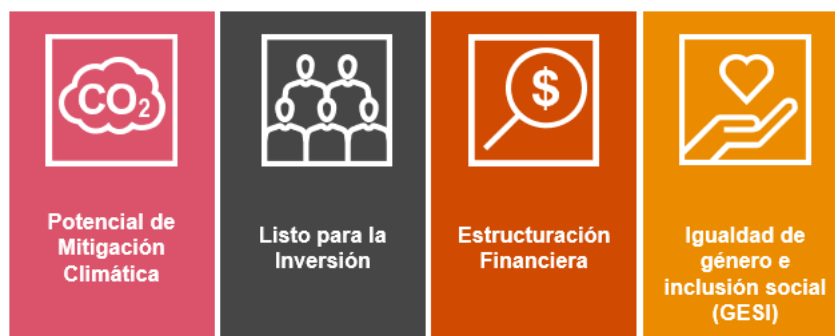 CO2
$
Potencial de
Mitigación
Climática
Listo para la
Inversión
Estructuración
Financiera
Igualdad de
género e
inclusión social
(GESI)